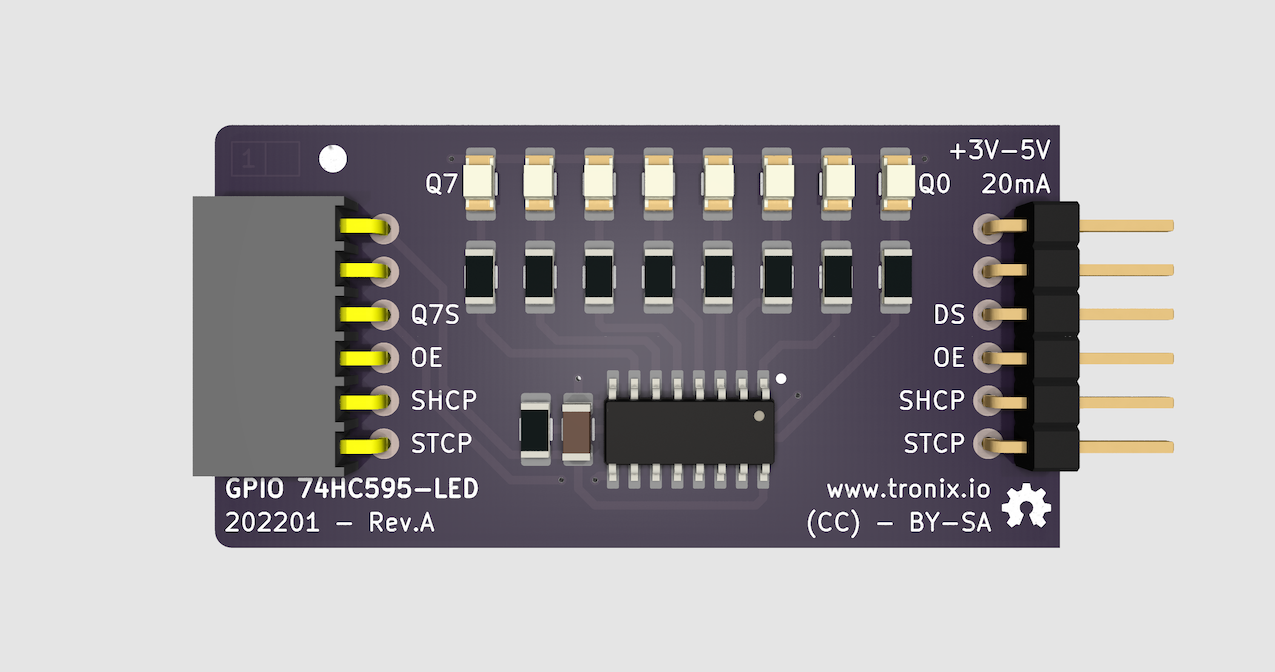 1
+3V-5V
Q7
Q0
20mA
Q7S
DS
OE
OE
SHCP
SHCP
STCP
STCP
GPIO 74HC595-LED
www.tronix.io
202201 - Rev.A
(CC) - BY-SA